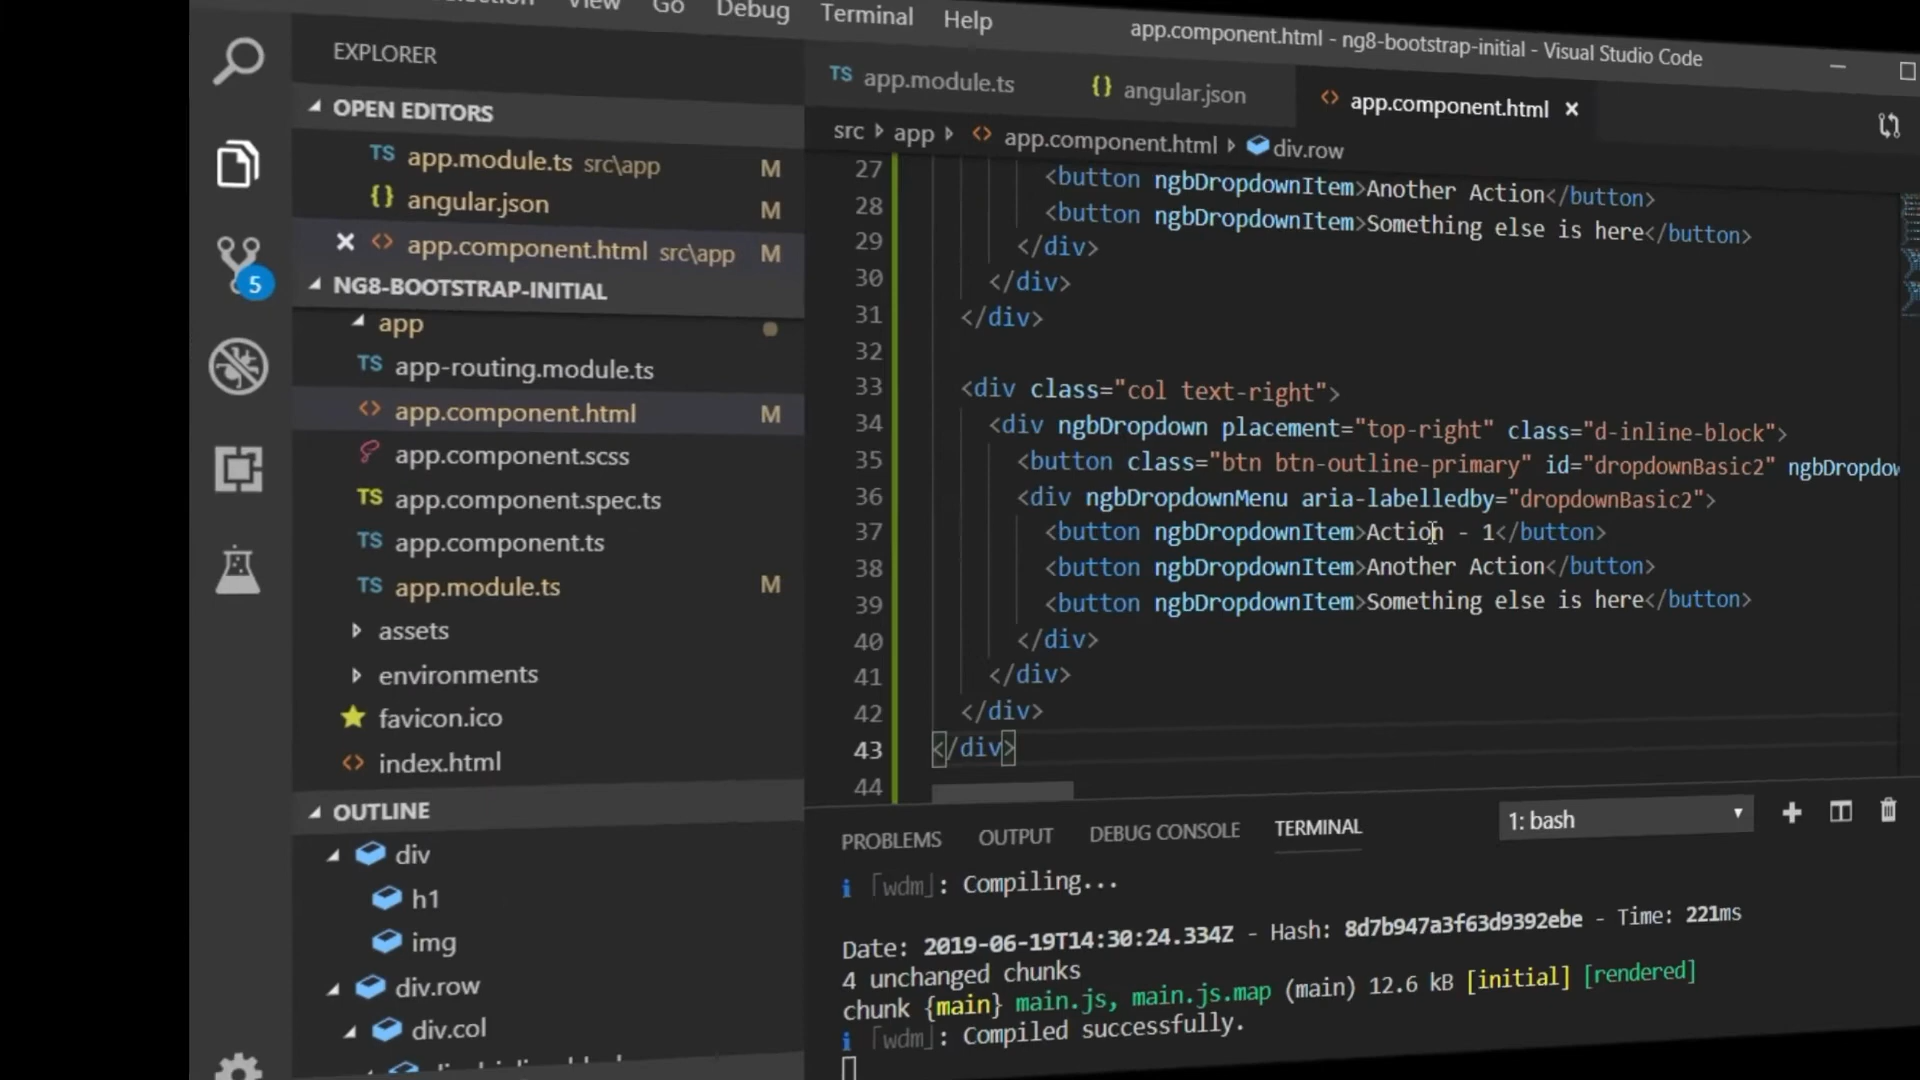 View Go Debug Terminal Help
app.component.html - ng8-bootstrap-initial - Visual Studio Code
EXPLORER
OPEN EDITORS
TS app.module.ts src\app M
{} angular.json M
<> app.component.html src\app M
NG8-BOOTSTRAP-INITIAL
app
TS app-routing.module.ts
<> app.component.html M
app.component.scss
TS app.component.spec.ts
TS app.component.ts
TS app.module.ts M
assets
environments
favicon.ico
<> index.html
OUTLINE
div
h1
img
div.row
div.col
5
TS app.module.ts {} angular.json <> app.component.html
src app <> app.component.html div.row
27 <button ngbDropdownItem>Another Action</button>
28 <button ngbDropdownItem>Something else is here</button>
29 </div>
30 </div>
31 </div>
32
33 <div class="col text-right">
34 <div ngbDropdown placement="top-right" class="d-inline-block">
35 <button class="btn btn-outline-primary" id="dropdownBasic2" ngbDropdow
36 <div ngbDropdownMenu aria-labelledby="dropdownBasic2">
37 <button ngbDropdownItem>Action - 1</button>
38 <button ngbDropdownItem>Another Action</button>
39 <button ngbDropdownItem>Something else is here</button>
40 </div>
41 </div>
42 </div>
43 </div>
44
PROBLEMS OUTPUT DEBUG CONSOLE TERMINAL 1: bash
i ｢wdm｣: Compiling...
Date: 2019-06-19T14:30:24.334Z - Hash: 8d7b947a3f63d9392ebe - Time: 221ms
4 unchanged chunks
chunk {main} main.js, main.js.map (main) 12.6 kB [initial] [rendered]
i ｢wdm｣: Compiled successfully.